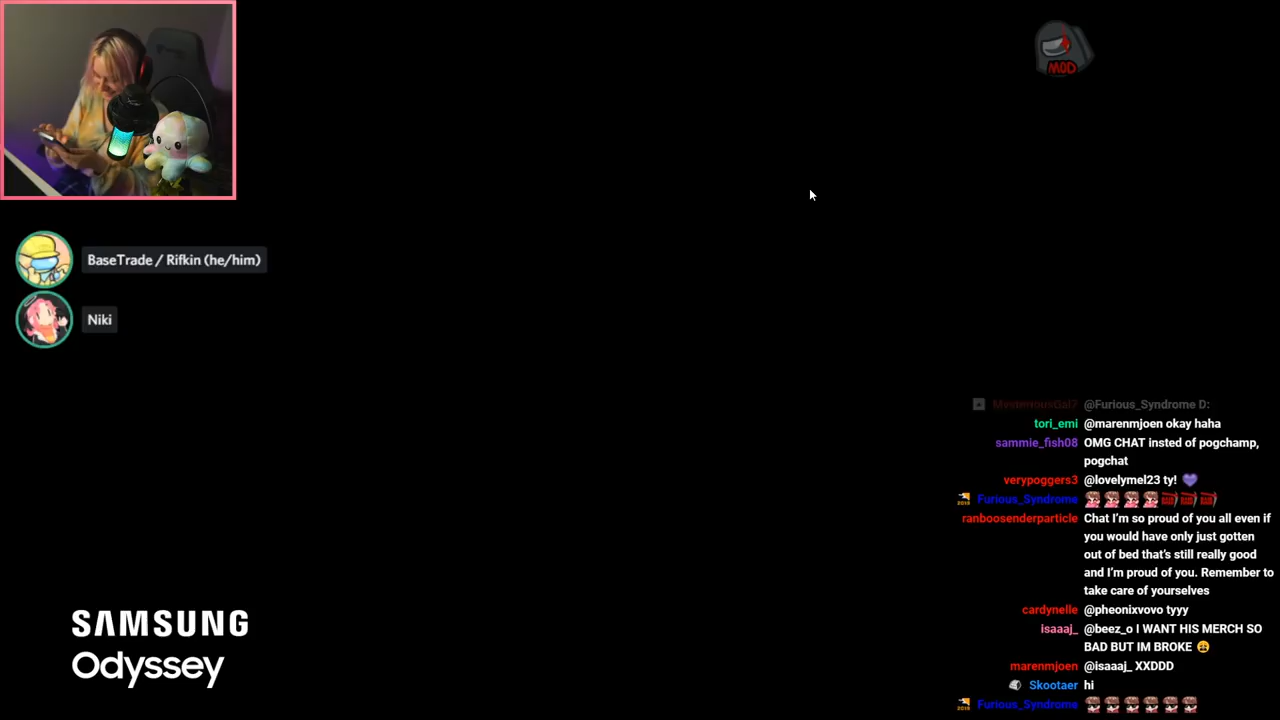 MOD
BaseTrade / Rifkin (he/him)
Niki
MysteriousGal7 @Furious_Syndrome D:
tori_emi @marenmjoen okay haha
sammie_fish08 OMG CHAT insted of pogchamp,
pogchat
verypoggers3 @lovelymel23 ty! 💜
Furious_Syndrome
ranboosenderparticle Chat I'm so proud of you all even if
you would have only just gotten
out of bed that's still really good
and I'm proud of you. Remember to
take care of yourselves
cardynelle @pheonixvovo tyyy
isaaaj_ @beez_o I WANT HIS MERCH SO
BAD BUT IM BROKE 😩
marenmjoen @isaaaj_ XXDDD
Skootaer hi
Furious_Syndrome
SAMSUNG
Odyssey